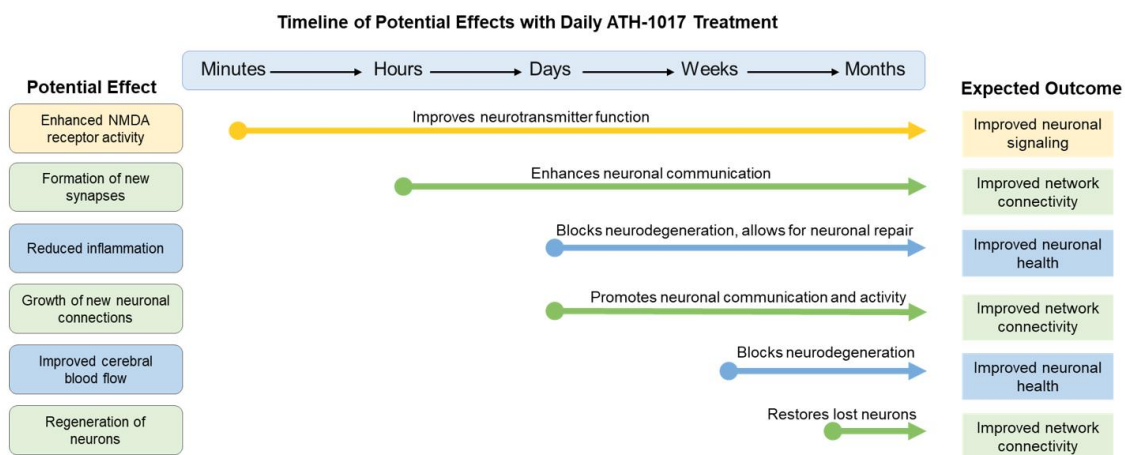 Timeline of Potential Effects with Daily ATH-1017 Treatment
Minutes Hours Days Weeks Months
Potential Effect
Expected Outcome
Enhanced NMDA
receptor activity
Improves neurotransmitter function
Improved neuronal
signaling
Formation of new
synapses
Enhances neuronal communication
Improved network
connectivity
Reduced inflammation
Blocks neurodegeneration, allows for neuronal repair
Improved neuronal
health
Growth of new neuronal
connections
Promotes neuronal communication and activity
Improved network
connectivity
Improved cerebral
blood flow
Blocks neurodegeneration
Improved neuronal
health
Regeneration of
neurons
Restores lost neurons
Improved network
connectivity